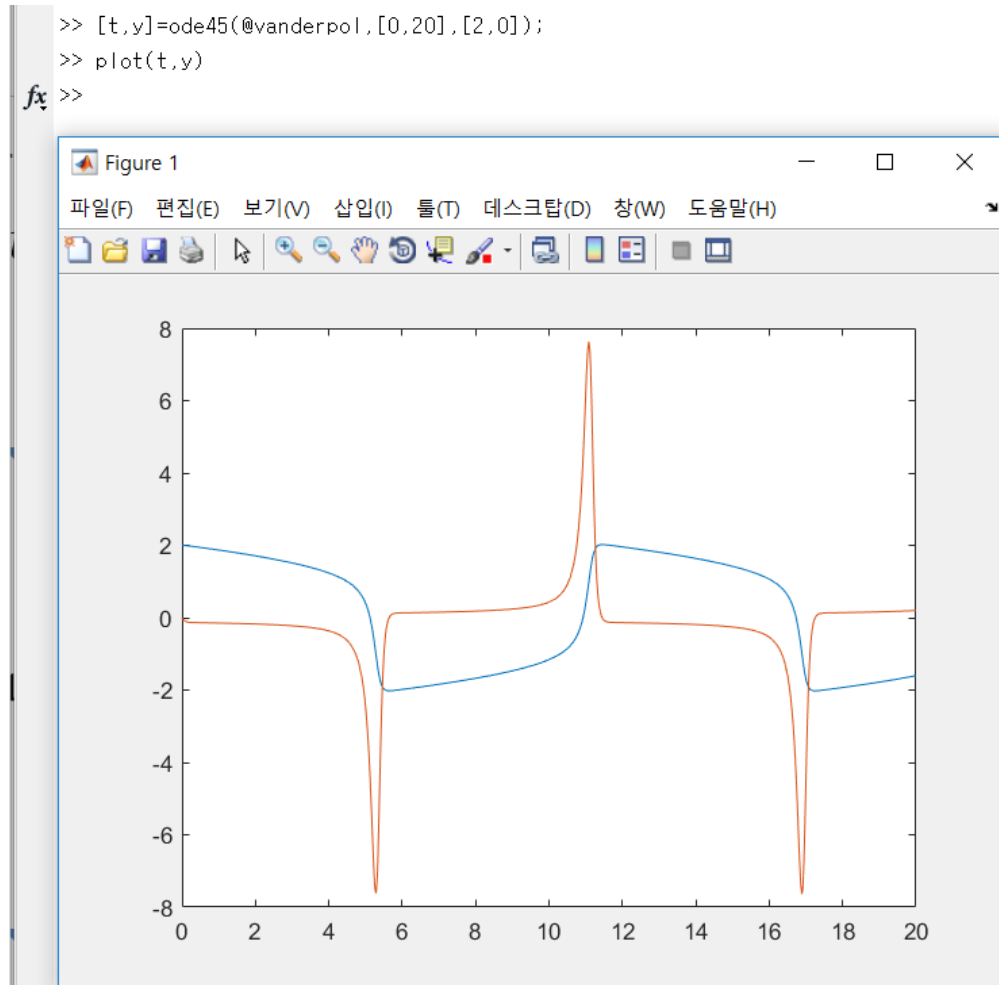 >> [t,y]=ode45(@vanderpol,[0,20],[2,0]);
>> plot(t,y)
fx >>
Figure 1
파일(F) 편집(E) 보기(V) 삽입(I) 툴(T) 데스크탑(D) 창(W) 도움말(H)
8
6
4
2
0
-2
-4
-6
-8
0 2 4 6 8 10 12 14 16 18 20